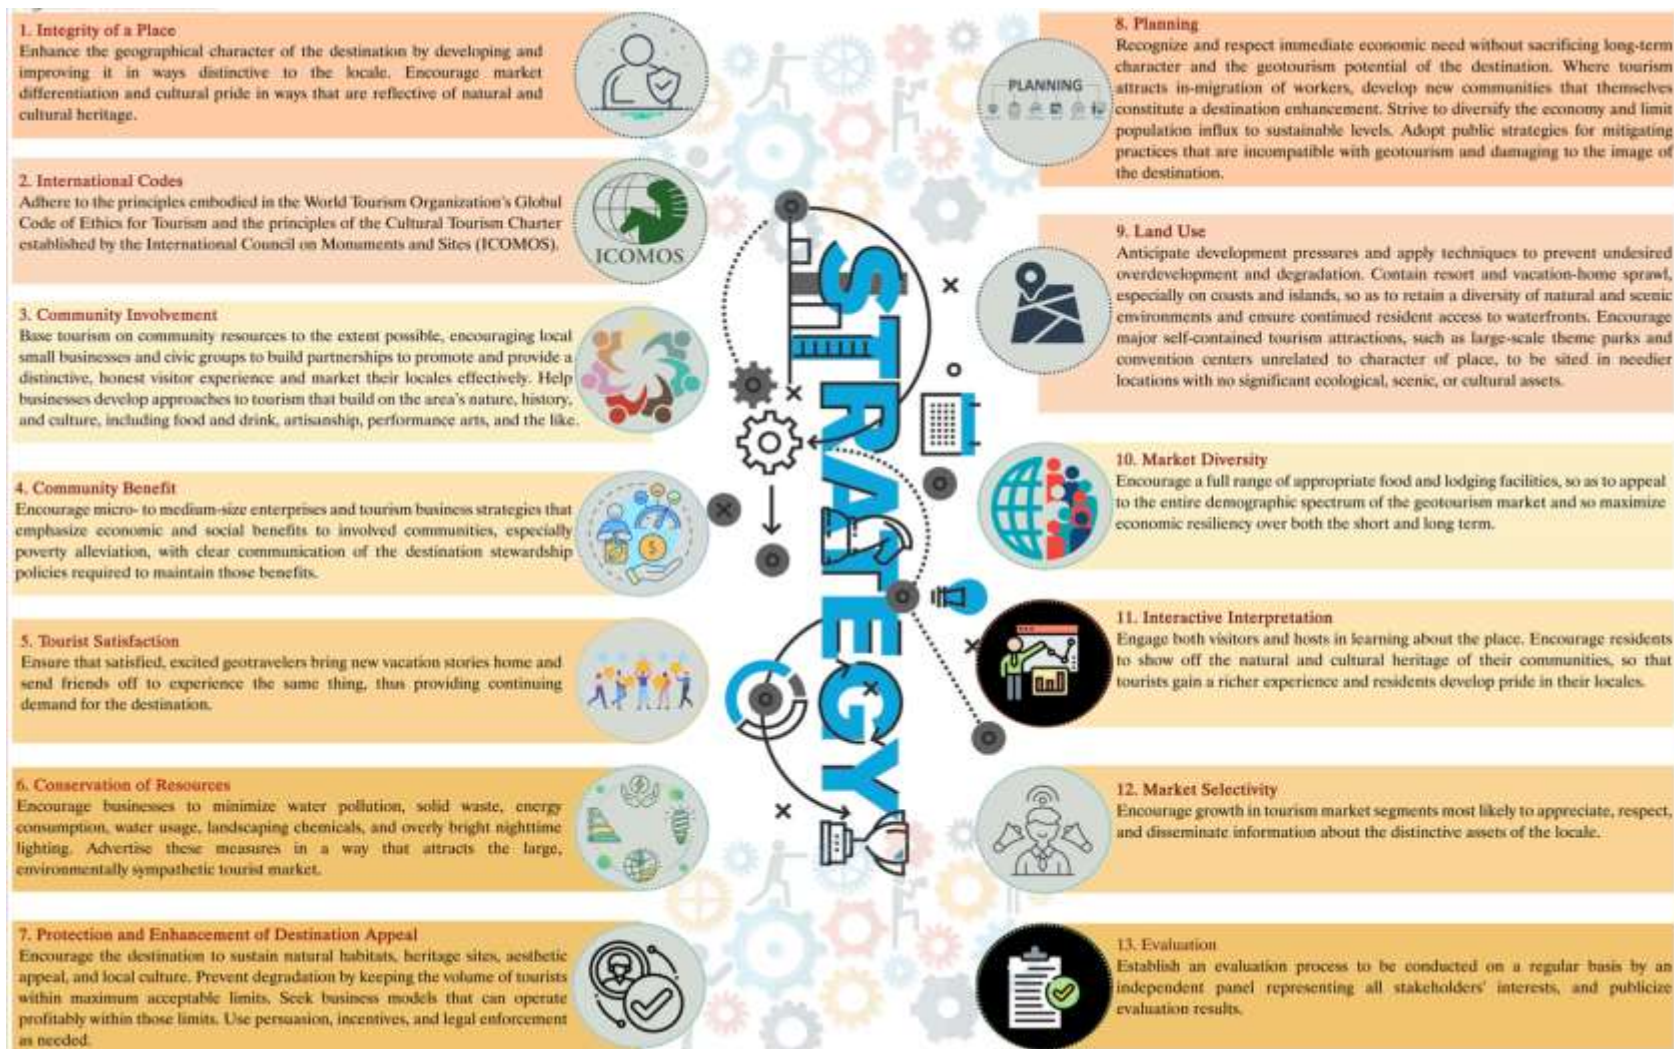 1. Integrity of a Place
Enhance the geographical character of the destination by developing and
improving it in ways distinctive to the locale. Encourage market
differentiation and cultural pride in ways that are reflective of natural and
cultural heritage.
2. International Codes
Adhere to the principles embodied in the World Tourism Organization's Global
Code of Ethics for Tourism and the principles of the Cultural Tourism Charter
established by the International Council on Monuments and Sites (ICOMOS).
ICOMOS
3. Community Involvement
Base tourism on community resources to the extent possible, encouraging local
small businesses and civic groups to build partnerships to promote and provide a
distinctive, honest visitor experience and market their locales effectively. Help
businesses develop approaches to tourism that build on the area's nature, history,
and culture, including food and drink, artisanship, performance arts, and the like.
4. Community Benefit
Encourage micro- to medium-size enterprises and tourism business strategies that
emphasize economic and social benefits to involved communities, especially
poverty alleviation, with clear communication of the destination stewardship
policies required to maintain those benefits.
5. Tourist Satisfaction
Ensure that satisfied, excited geotravelers bring new vacation stories home and
send friends off to experience the same thing, thus providing continuing
demand for the destination.
6. Conservation of Resources
Encourage businesses to minimize water pollution, solid waste, energy
consumption, water usage, landscaping chemicals, and overly bright nighttime
lighting. Advertise these measures in a way that attracts the large,
environmentally sympathetic tourist market.
7. Protection and Enhancement of Destination Appeal
Encourage the destination to sustain natural habitats, heritage sites, aesthetic
appeal, and local culture. Prevent degradation by keeping the volume of tourists
within maximum acceptable limits. Seek business models that can operate
profitably within those limits. Use persuasion, incentives, and legal enforcement
as needed.
STRATEGY
8. Planning
Recognize and respect immediate economic need without sacrificing long-term
character and the geotourism potential of the destination. Where tourism
attracts in-migration of workers, develop new communities that themselves
constitute a destination enhancement. Strive to diversify the economy and limit
population influx to sustainable levels. Adopt public strategies for mitigating
practices that are incompatible with geotourism and damaging to the image of
the destination.
PLANNING
9. Land Use
Anticipate development pressures and apply techniques to prevent undesired
overdevelopment and degradation. Contain resort and vacation-home sprawl,
especially on coasts and islands, so as to retain a diversity of natural and scenic
environments and ensure continued resident access to waterfronts. Encourage
major self-contained tourism attractions, such as large-scale theme parks and
convention centers unrelated to character of place, to be sited in needier
locations with no significant ecological, scenic, or cultural assets.
10. Market Diversity
Encourage a full range of appropriate food and lodging facilities, so as to appeal
to the entire demographic spectrum of the geotourism market and so maximize
economic resiliency over both the short and long term.
11. Interactive Interpretation
Engage both visitors and hosts in learning about the place. Encourage residents
to show off the natural and cultural heritage of their communities, so that
tourists gain a richer experience and residents develop pride in their locales.
12. Market Selectivity
Encourage growth in tourism market segments most likely to appreciate, respect,
and disseminate information about the distinctive assets of the locale.
13. Evaluation
Establish an evaluation process to be conducted on a regular basis by an
independent panel representing all stakeholders' interests, and publicize
evaluation results.